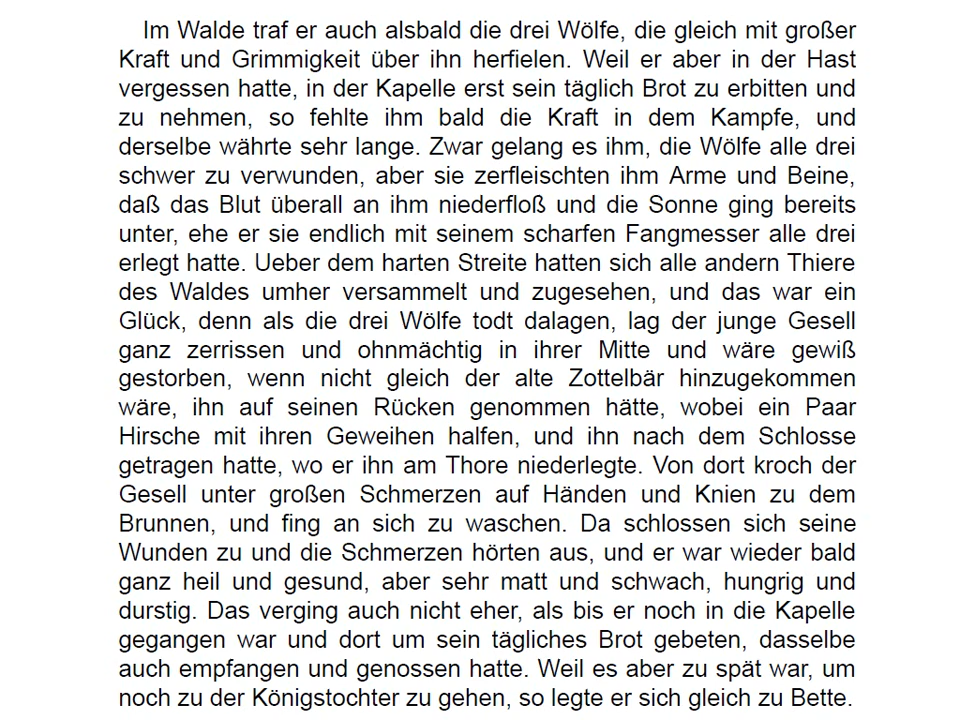 Im Walde traf er auch alsbald die drei Wölfe, die gleich mit großer
Kraft und Grimmigkeit über ihn herfielen. Weil er aber in der Hast
vergessen hatte, in der Kapelle erst sein täglich Brot zu erbitten und
zu nehmen, so fehlte ihm bald die Kraft in dem Kampfe, und
derselbe währte sehr lange. Zwar gelang es ihm, die Wölfe alle drei
schwer zu verwunden, aber sie zerfleischten ihm Arme und Beine,
daß das Blut überall an ihm niederfloß und die Sonne ging bereits
unter, ehe er sie endlich mit seinem scharfen Fangmesser alle drei
erlegt hatte. Ueber dem harten Streite hatten sich alle andern Thiere
des Waldes umher versammelt und zugesehen, und das war ein
Glück, denn als die drei Wölfe todt dalagen, lag der junge Gesell
ganz zerrissen und ohnmächtig in ihrer Mitte und wäre gewiß
gestorben, wenn nicht gleich der alte Zottelbär hinzugekommen
wäre, ihn auf seinen Rücken genommen hätte, wobei ein Paar
Hirsche mit ihren Geweihen halfen, und ihn nach dem Schlosse
getragen hatte, wo er ihn am Thore niederlegte. Von dort kroch der
Gesell unter großen Schmerzen auf Händen und Knien zu dem
Brunnen, und fing an sich zu waschen. Da schlossen sich seine
Wunden zu und die Schmerzen hörten aus, und er war wieder bald
ganz heil und gesund, aber sehr matt und schwach, hungrig und
durstig. Das verging auch nicht eher, als bis er noch in die Kapelle
gegangen war und dort um sein tägliches Brot gebeten, dasselbe
auch empfangen und genossen hatte. Weil es aber zu spät war, um
noch zu der Königstochter zu gehen, so legte er sich gleich zu Bette.